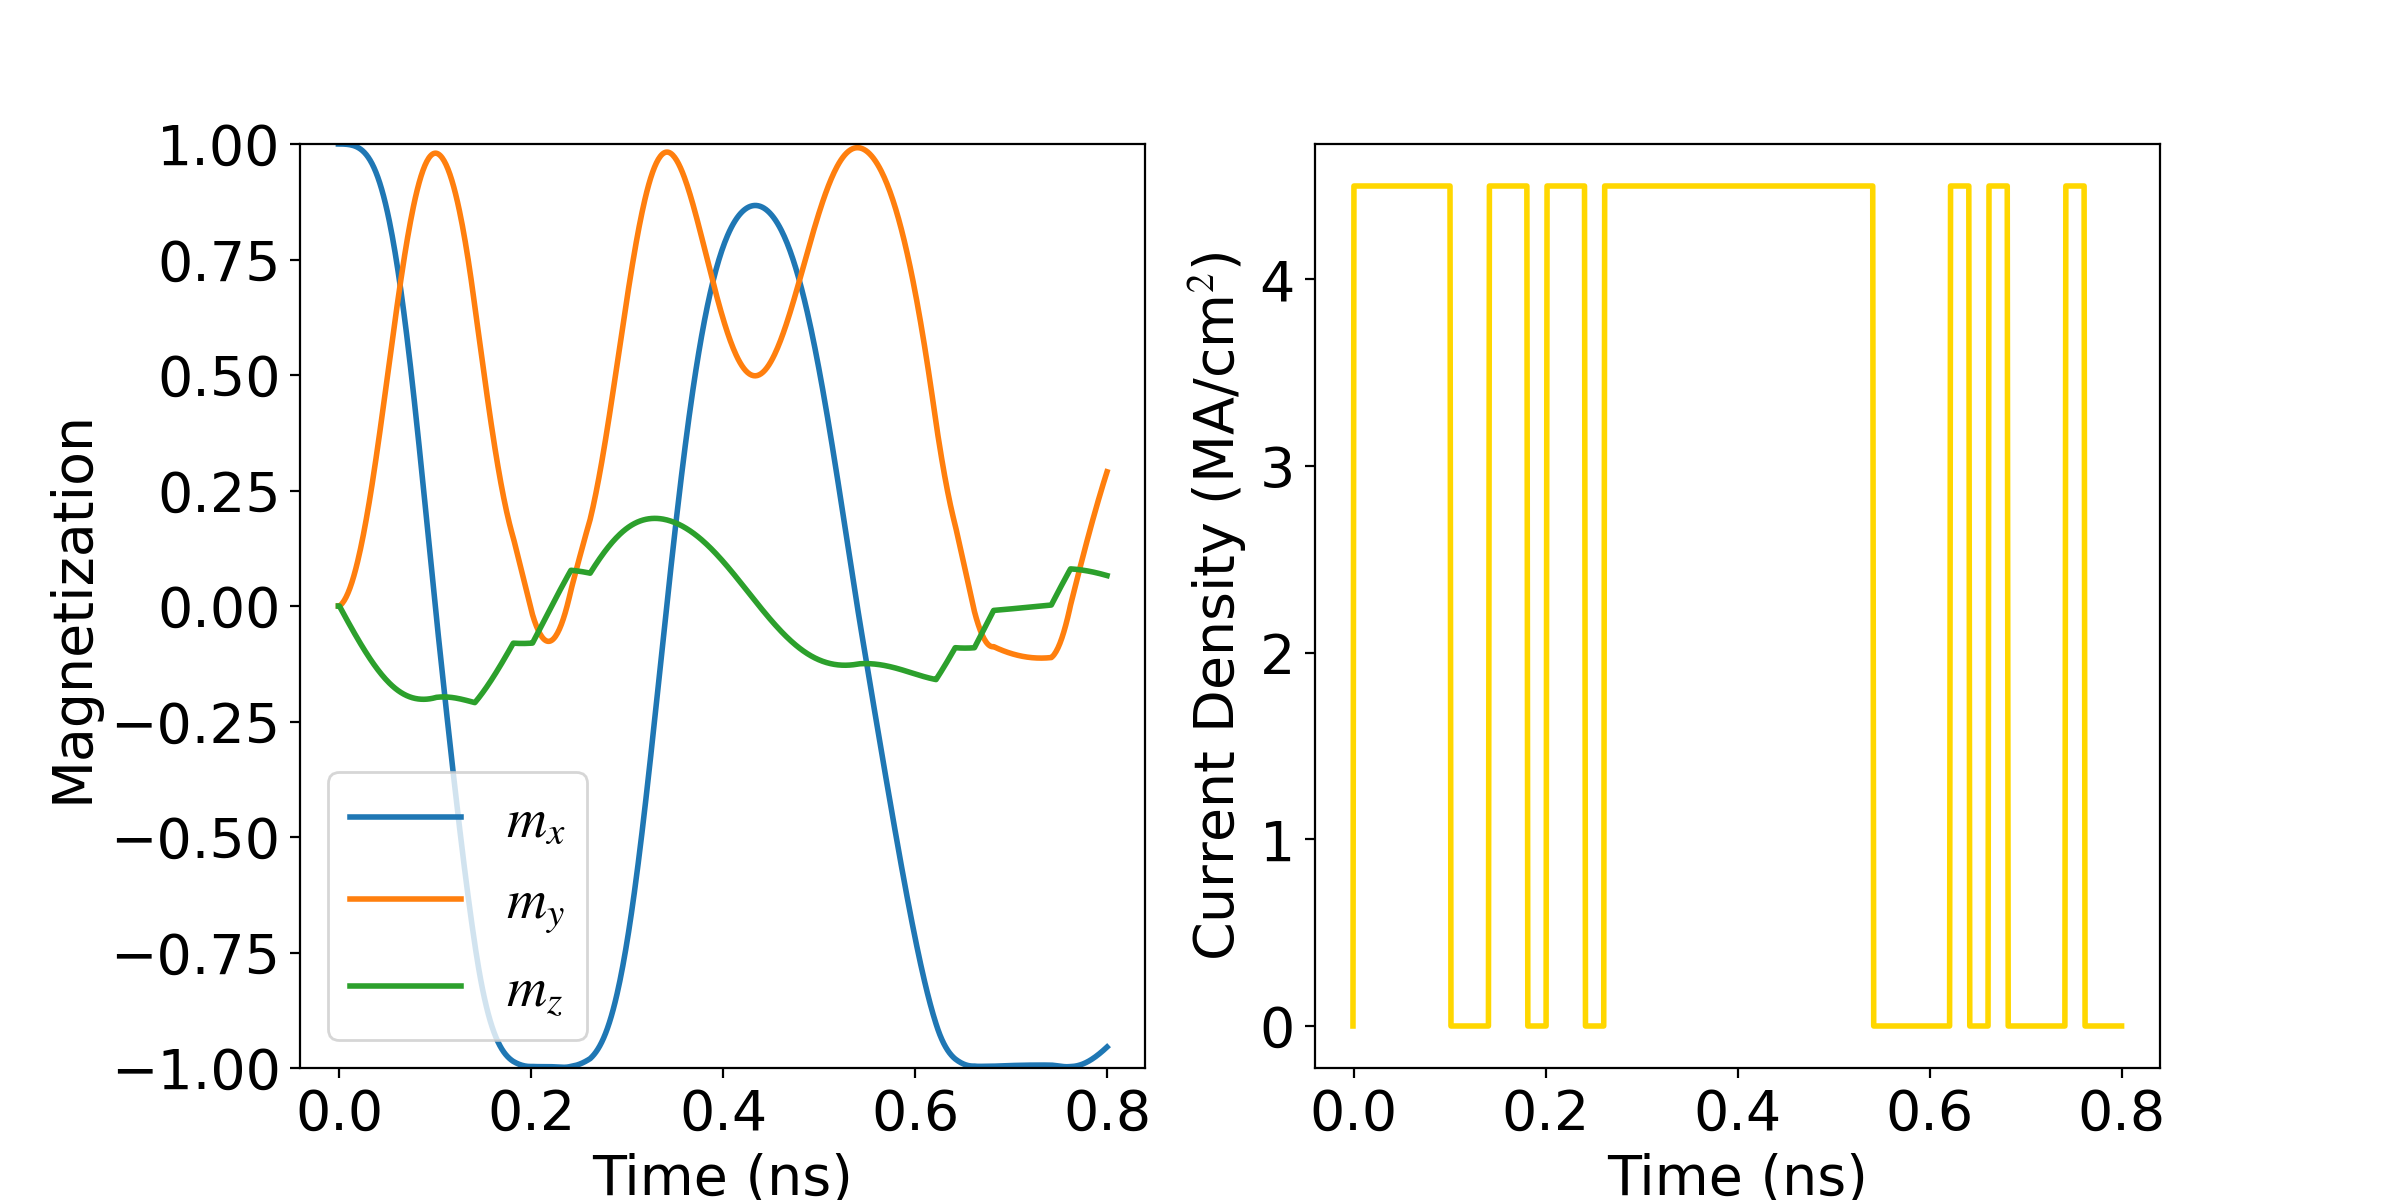 Magnetization
1.00
0.75
0.50
0.25
0.00
−0.25
−0.50
−0.75
−1.00
m_x
m_y
m_z
0.0 0.2 0.4 0.6 0.8
Time (ns)
Current Density (MA/cm²)
4
3
2
1
0
0.0 0.2 0.4 0.6 0.8
Time (ns)